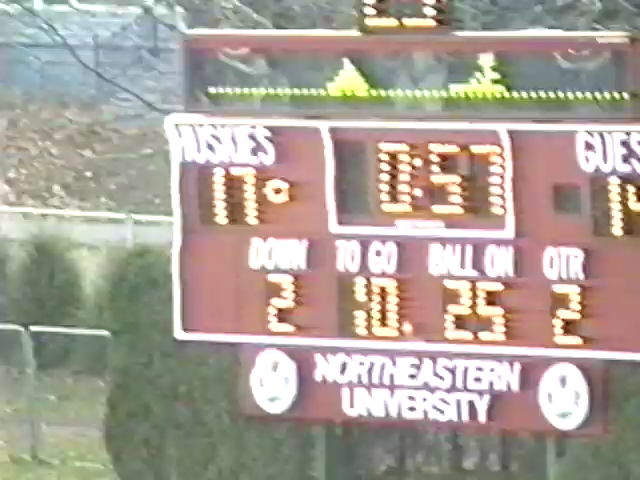 HUSKIES 0:57 GUES
17
DOWN TO GO BALL ON QTR
2 10 25 2
NORTHEASTERN
UNIVERSITY